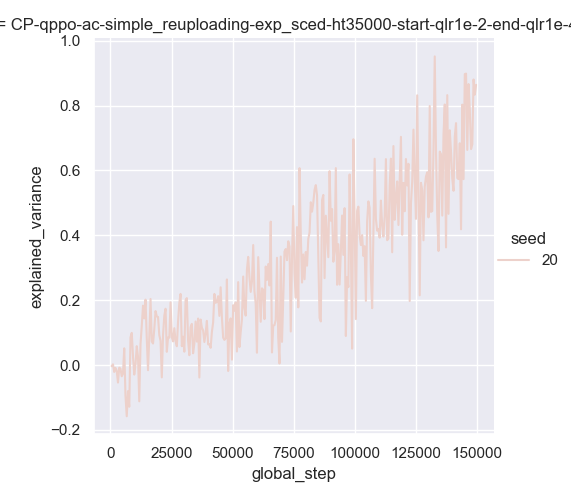 = CP-qppo-ac-simple_reuploading-exp_sced-ht35000-start-qlr1e-2-end-qlr1e-4
1.0
0.8
0.6
0.4
0.2
0.0
−0.2
explained_variance
0 25000 50000 75000 100000 125000 150000
global_step
seed
20